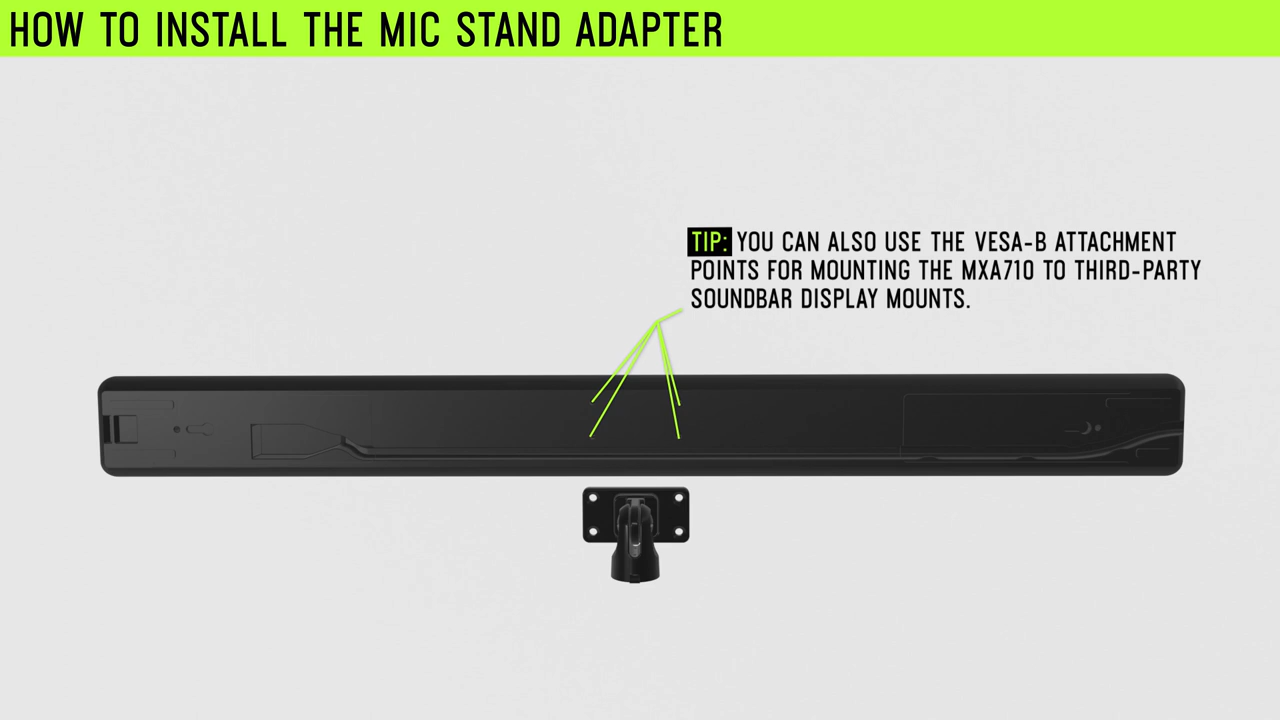 HOW TO INSTALL THE MIC STAND ADAPTER
TIP: YOU CAN ALSO USE THE VESA-B ATTACHMENT
POINTS FOR MOUNTING THE MXA710 TO THIRD-PARTY
SOUNDBAR DISPLAY MOUNTS.